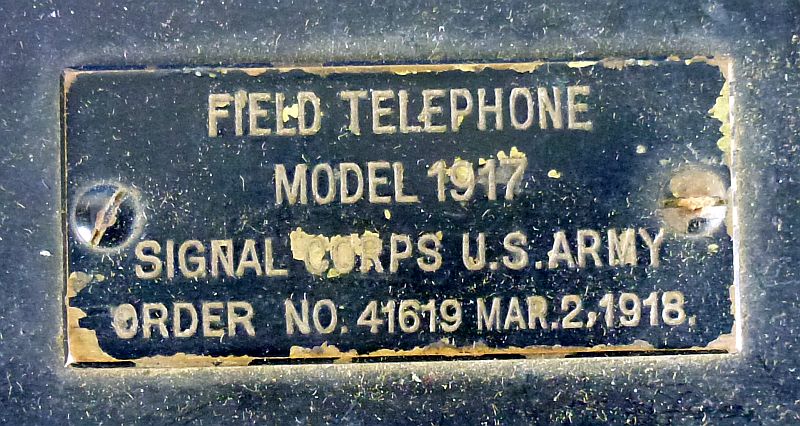 FIELD TELEPHONE
MODEL 1917
SIGNAL CORPS U.S.ARMY
ORDER NO. 41619 MAR.2,1918.